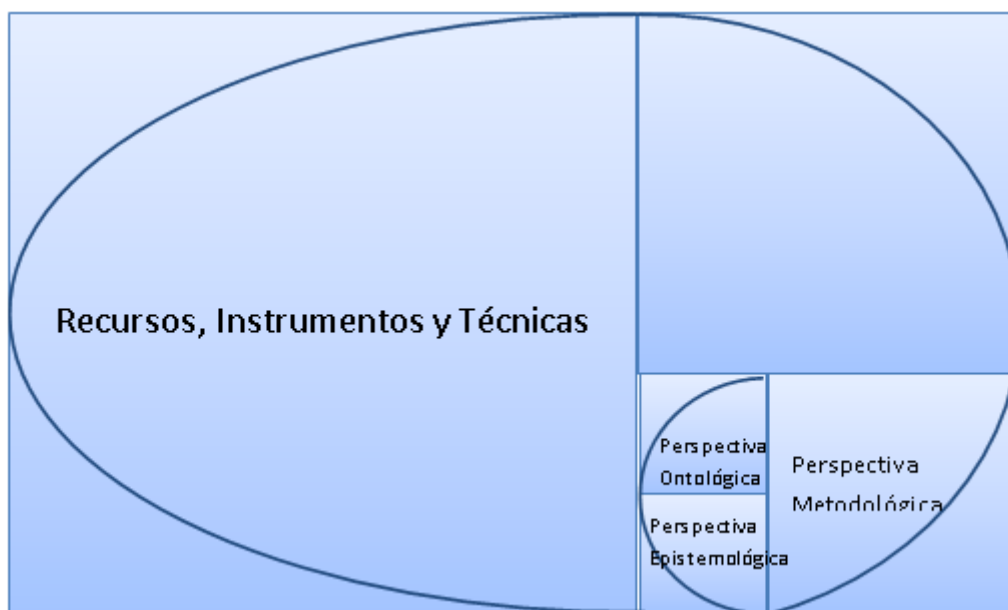 Recursos, Instrumentos y Técnicas
Perspectiva
Ontológica
Perspectiva
Epistemológica
Perspectiva
Metodológica